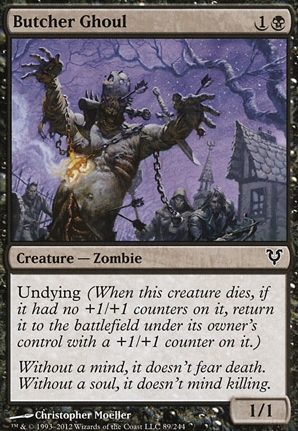 Butcher Ghoul 1
Creature — Zombie
Undying (When this creature dies, if
it had no +1/+1 counters on it, return
it to the battlefield under its owner's
control with a +1/+1 counter on it.)
Without a mind, it doesn't fear death.
Without a soul, it doesn't mind killing.
1/1
Christopher Moeller
™ & © 1993–2012 Wizards of the Coast LLC 89/244